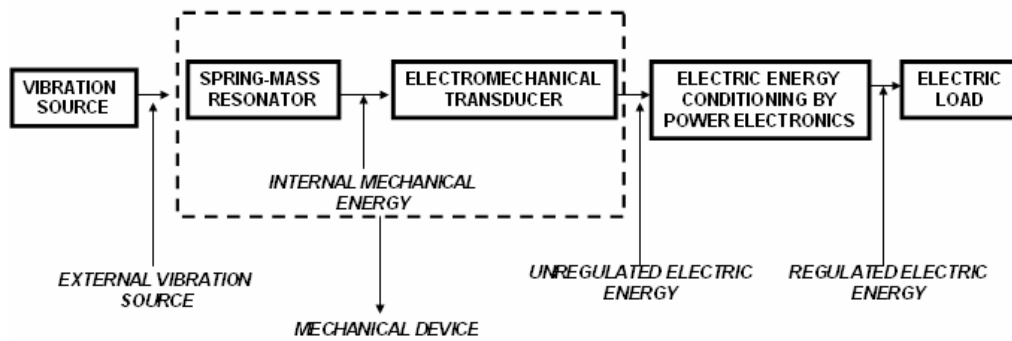 VIBRATION
SOURCE
SPRING-MASS
RESONATOR
ELECTROMECHANICAL
TRANSDUCER
ELECTRIC ENERGY
CONDITIONING BY
POWER ELECTRONICS
ELECTRIC
LOAD
INTERNAL MECHANICAL
ENERGY
EXTERNAL VIBRATION
SOURCE
MECHANICAL DEVICE
UNREGULATED ELECTRIC
ENERGY
REGULATED ELECTRIC
ENERGY